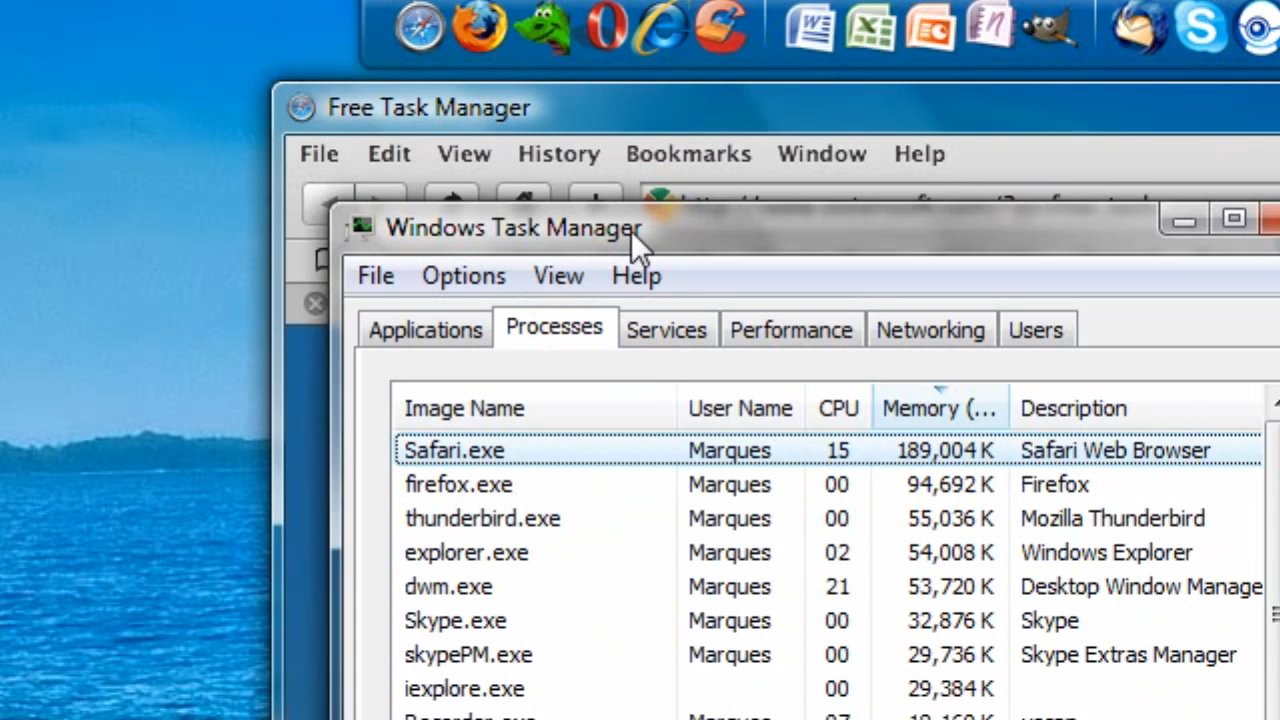 Free Task Manager
File Edit View History Bookmarks Window Help
Windows Task Manager
File Options View Help
Applications Processes Services Performance Networking Users
Image Name User Name CPU Memory (... Description
Safari.exe Marques 15 189,004 K Safari Web Browser
firefox.exe Marques 00 94,692 K Firefox
thunderbird.exe Marques 00 55,036 K Mozilla Thunderbird
explorer.exe Marques 02 54,008 K Windows Explorer
dwm.exe Marques 21 53,720 K Desktop Window Manage
Skype.exe Marques 00 32,876 K Skype
skypePM.exe Marques 00 29,736 K Skype Extras Manager
iexplore.exe 00 29,384 K